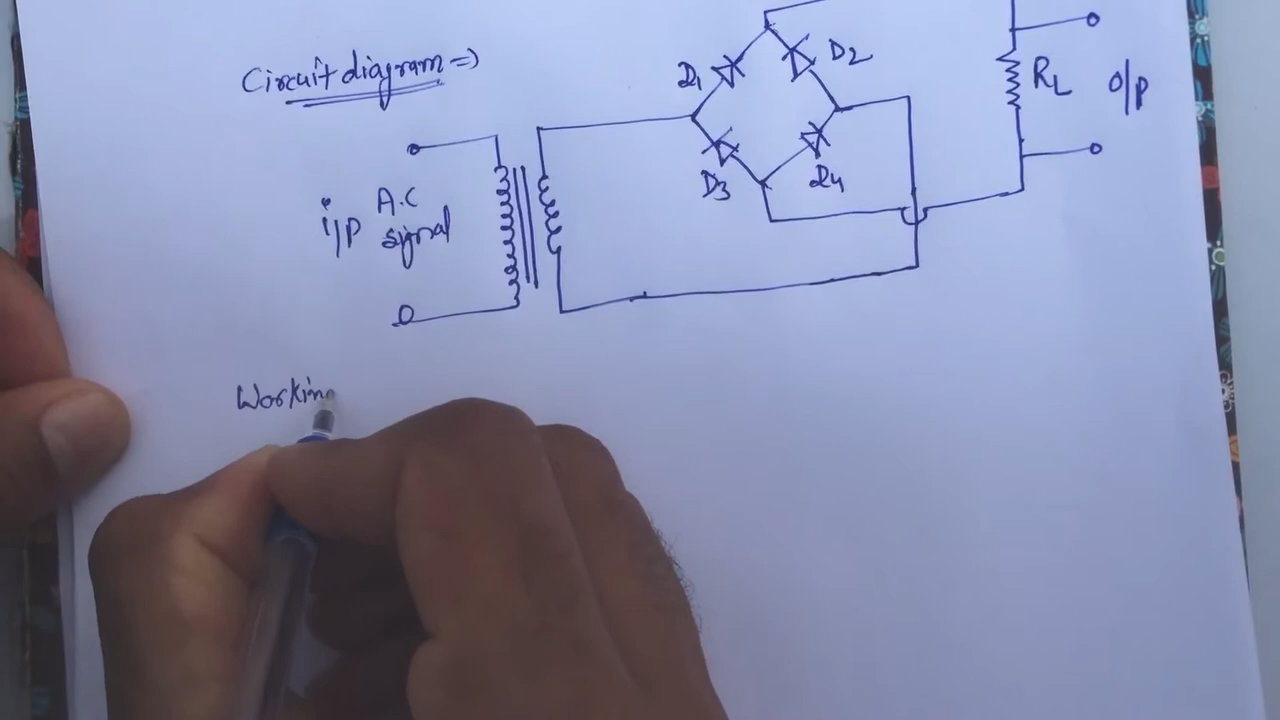 Circuit diagram =>
D1
D2
D3
D4
RL
O/P
i/P A.C
signal
Workin